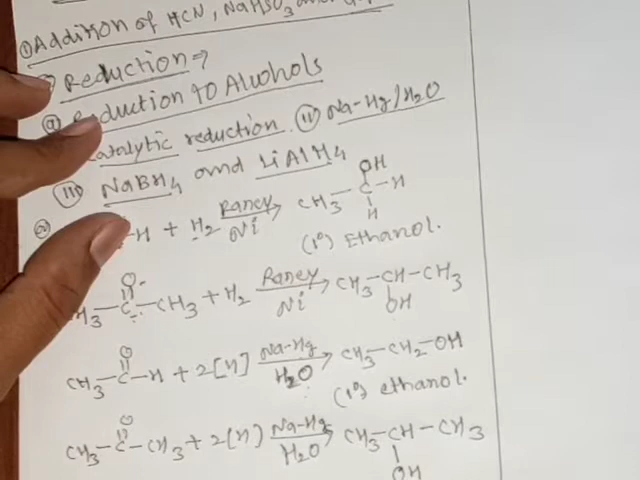 ① Addition of HCN, NaHSO3
Reduction ⇒
ⓐ Reduction to Alcohols
Catalytic reduction. ⓘⓘ Na-Hg/H2O
ⓘⓘⓘ NaBH4 and LiAlH4
-H + H2 Raney Ni → CH3-C-H OH H
(1°) Ethanol.
H3-C-CH3 + H2 Raney Ni → CH3-CH-CH3 OH
CH3-C-H + 2[H] Na-Hg H2O → CH3-CH2-OH
(1°) ethanol.
CH3-C-CH3 + 2[H] Na-Hg H2O → CH3-CH-CH3
OH